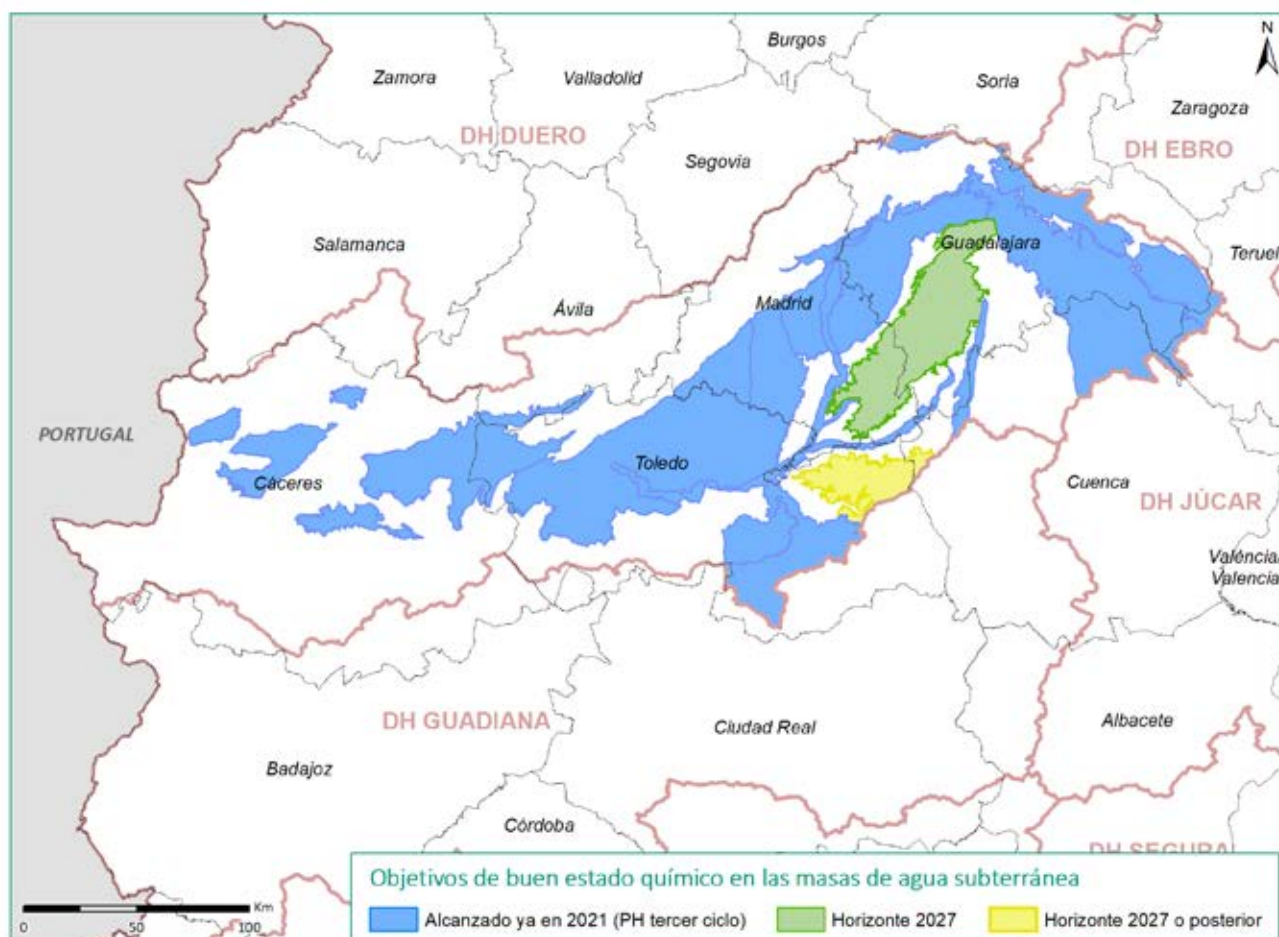 N
Burgos
Zamora
Valladolid
Soria
Zaragoza
DH DUERO
DH EBRO
Segovia
Salamanca
Guadalajara
Teruel
Ávila
Madrid
PORTUGAL
Toledo
Cáceres
Cuenca
DH JÚCAR
València/
Valencia
DH GUADIANA
Ciudad Real
Albacete
Badajoz
Córdoba
DH SEGURA
Objetivos de buen estado químico en las masas de agua subterránea
Alcanzado ya en 2021 (PH tercer ciclo) Horizonte 2027 Horizonte 2027 o posterior
Km
0 50 100